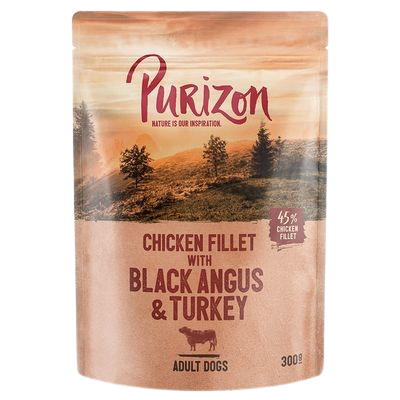 Purizon
NATURE IS OUR INSPIRATION.
45%
CHICKEN
FILLET
CHICKEN FILLET
WITH
BLACK ANGUS
& TURKEY
ADULT DOGS
300g